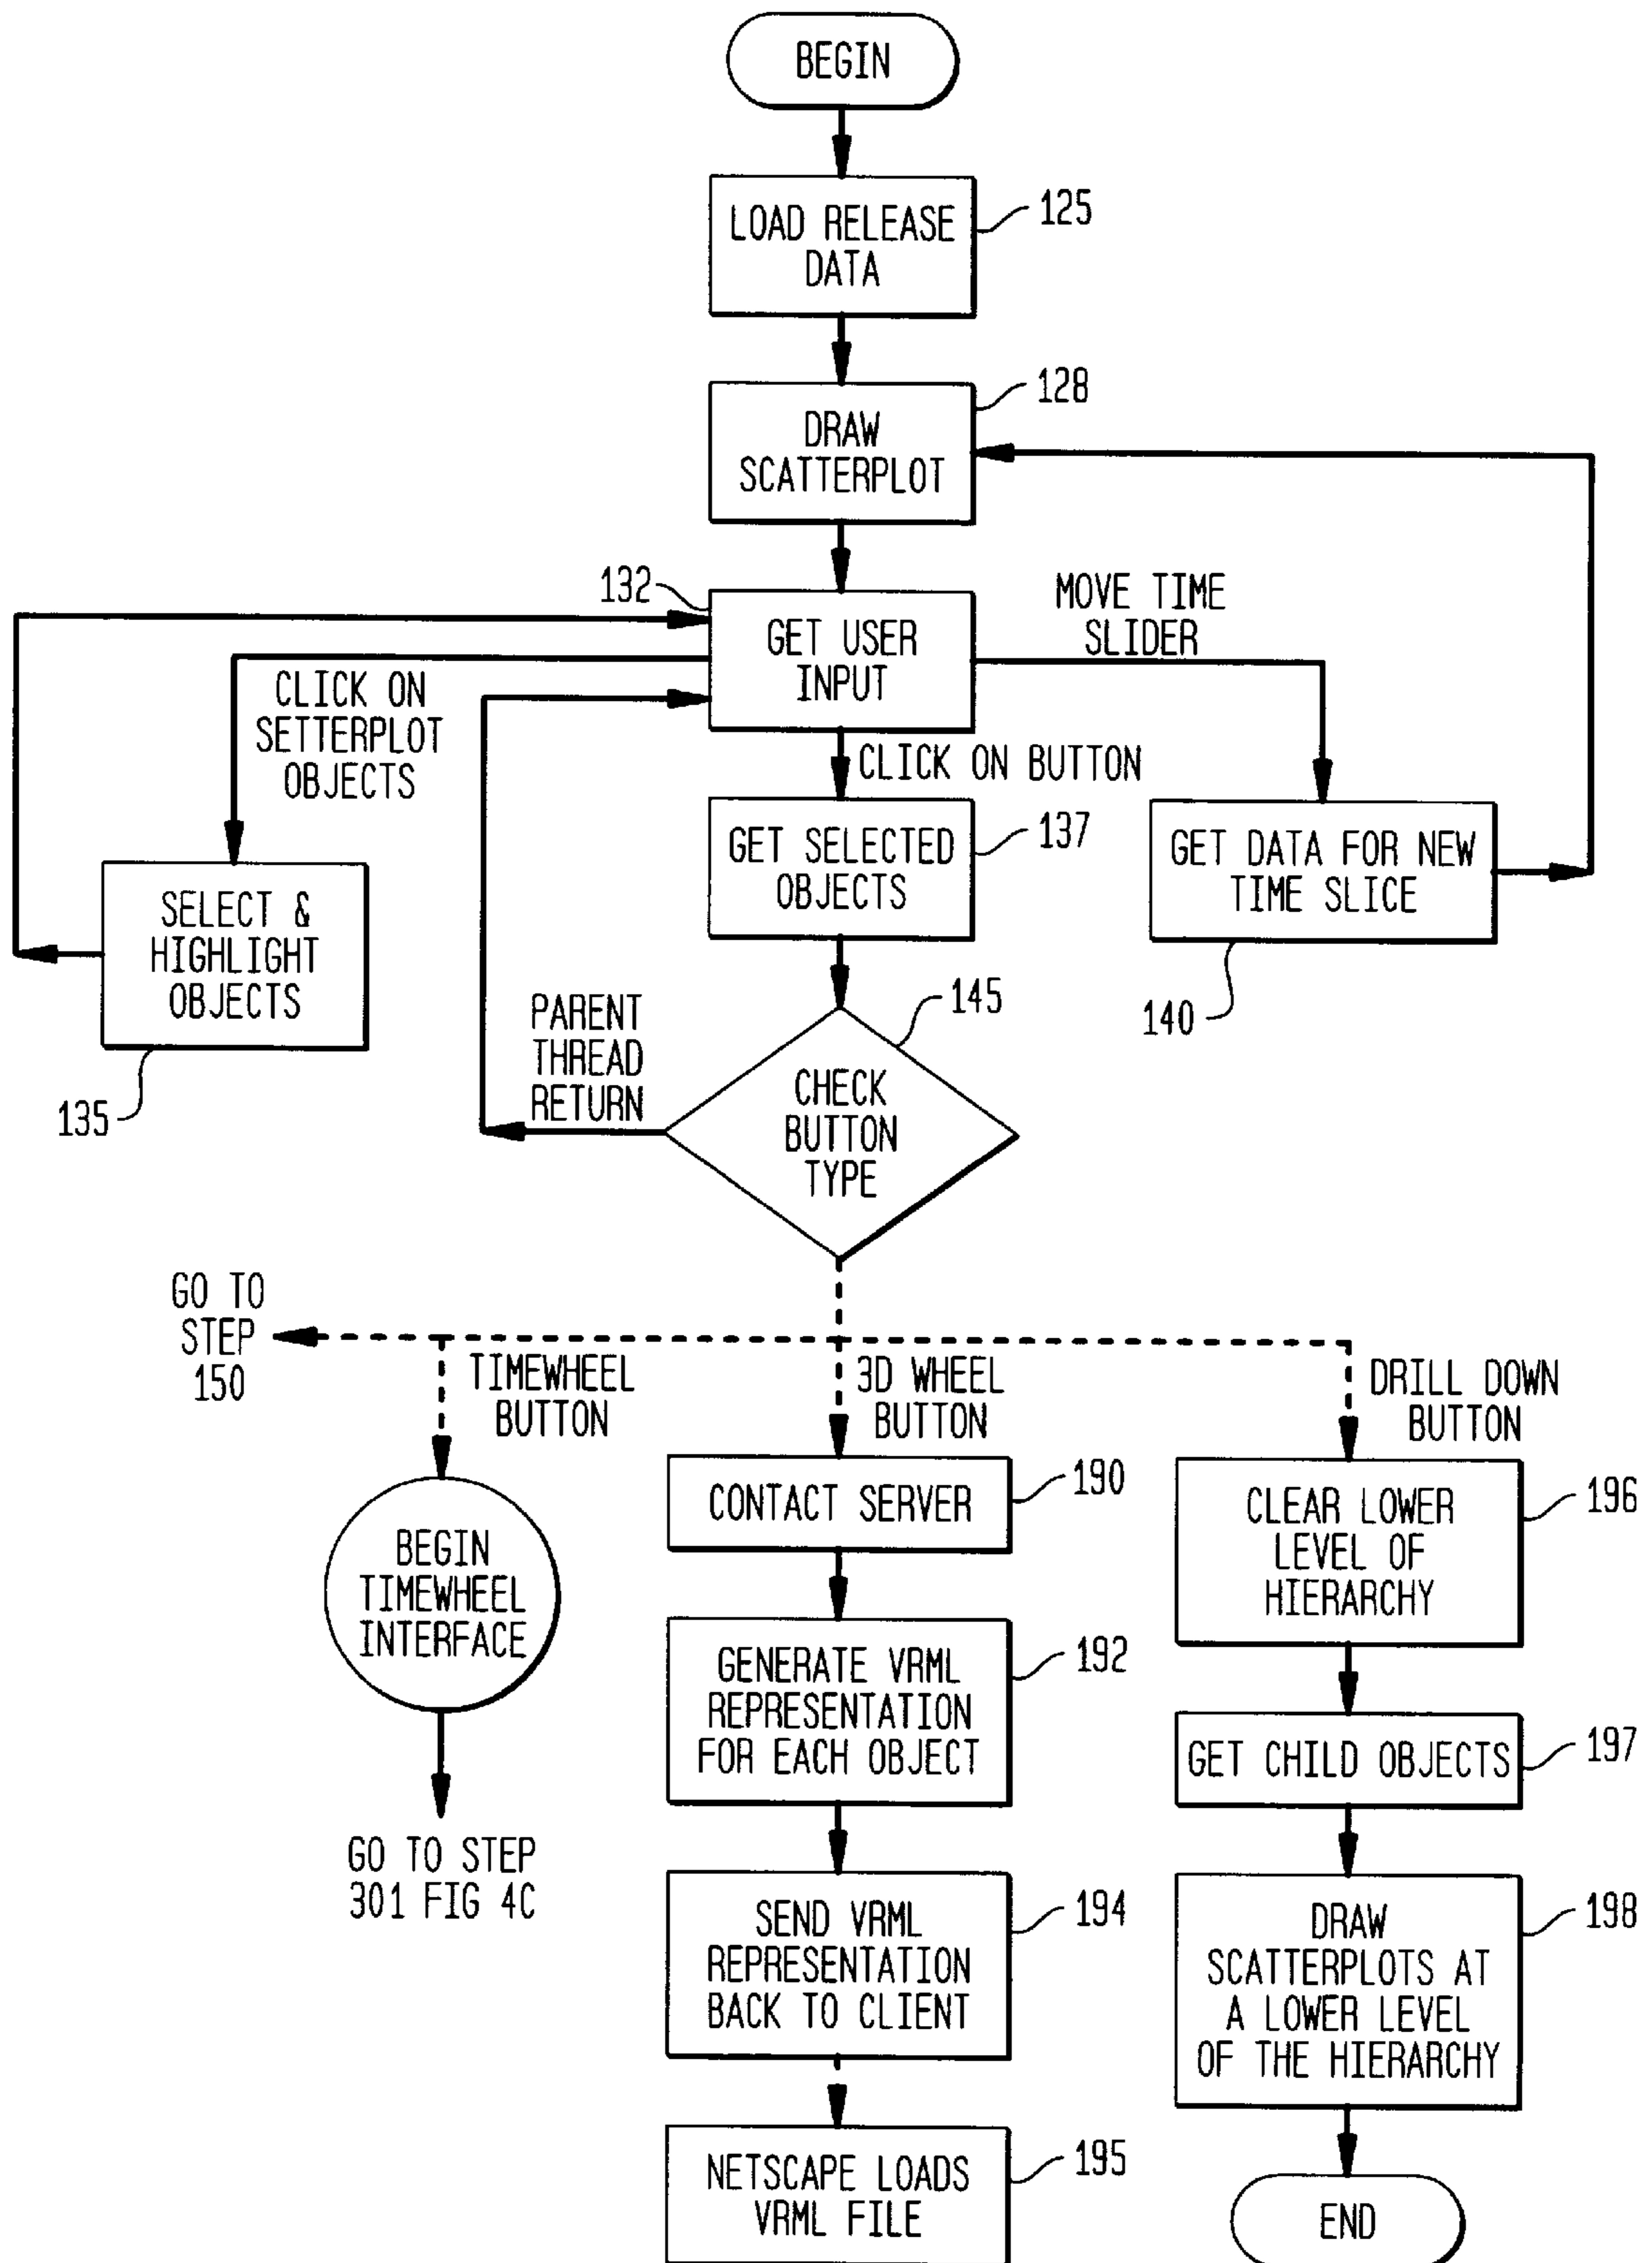 BEGIN
LOAD RELEASE
DATA
125
DRAW
SCATTERPLOT
128
132
GET USER
INPUT
MOVE TIME
SLIDER
CLICK ON
SETTERPLOT
OBJECTS
CLICK ON BUTTON
GET SELECTED
OBJECTS
137
GET DATA FOR NEW
TIME SLICE
140
SELECT &
HIGHLIGHT
OBJECTS
135
PARENT
THREAD
RETURN
145
CHECK
BUTTON
TYPE
GO TO
STEP
150
TIMEWHEEL
BUTTON
3D WHEEL
BUTTON
DRILL DOWN
BUTTON
BEGIN
TIMEWHEEL
INTERFACE
GO TO STEP
301 FIG 4C
CONTACT SERVER
190
GENERATE VRML
REPRESENTATION
FOR EACH OBJECT
192
SEND VRML
REPRESENTATION
BACK TO CLIENT
194
NETSCAPE LOADS
VRML FILE
195
CLEAR LOWER
LEVEL OF
HIERARCHY
196
GET CHILD OBJECTS
197
DRAW
SCATTERPLOTS AT
A LOWER LEVEL
OF THE HIERARCHY
198
END